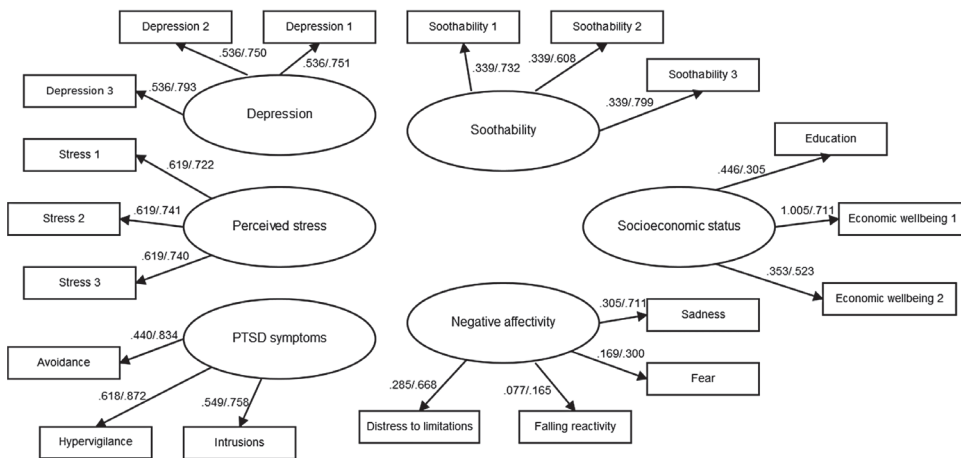 Depression 2
Depression 1
Soothability 1
Soothability 2
.536/.750
.536/.751
.339/.732
.339/.608
Depression 3
.536/.793
Soothability 3
.339/.799
Depression
Soothability
Stress 1
.619/.722
Education
.446/.305
Stress 2
.619/.741
Perceived stress
Socioeconomic status
1.005/.711
Economic wellbeing 1
.619/.740
Stress 3
.353/.523
Economic wellbeing 2
.440/.834
PTSD symptoms
Negative affectivity
.305/.711
Sadness
Avoidance
.169/.300
Fear
.618/.872
.549/.758
.285/.668
.077/.165
Hypervigilance
Intrusions
Distress to limitations
Falling reactivity